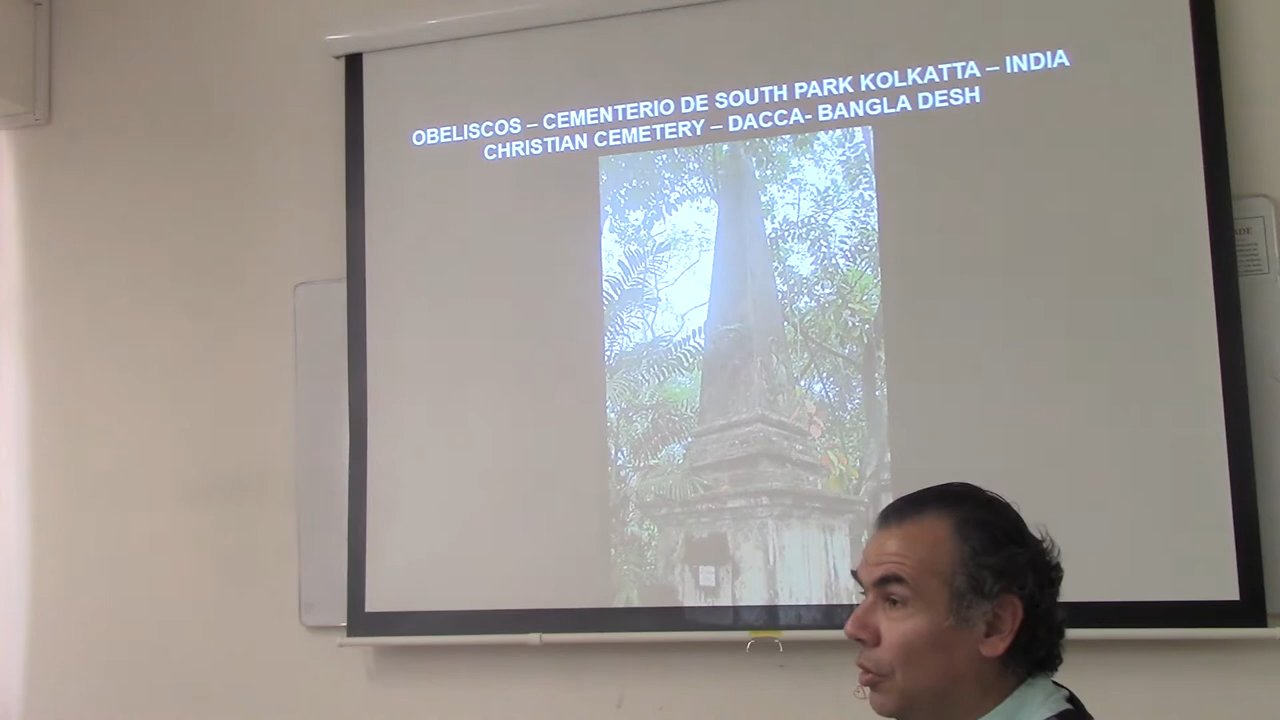 OBELISCOS – CEMENTERIO DE SOUTH PARK KOLKATTA – INDIA
CHRISTIAN CEMETERY – DACCA- BANGLA DESH